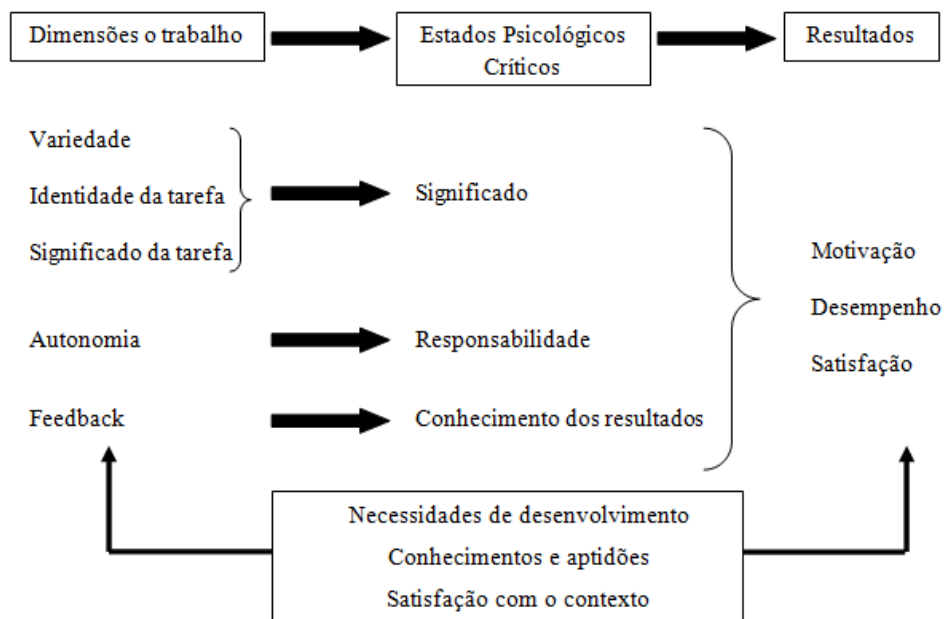 Dimensões o trabalho
Estados Psicológicos
Críticos
Resultados
Variedade
Identidade da tarefa
Significado da tarefa
Significado
Autonomia
Responsabilidade
Feedback
Conhecimento dos resultados
Motivação
Desempenho
Satisfação
Necessidades de desenvolvimento
Conhecimentos e aptidões
Satisfação com o contexto